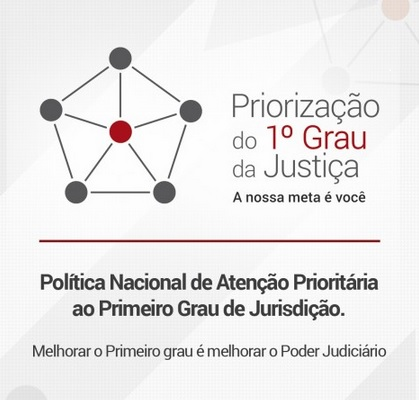 Priorização
do 1º Grau
da Justiça
A nossa meta é você
Política Nacional de Atenção Prioritária
ao Primeiro Grau de Jurisdição.
Melhorar o Primeiro grau é melhorar o Poder Judiciário